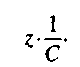 z · 1/C ·